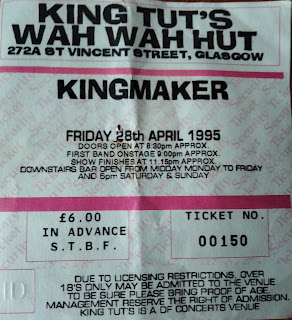 KING TUT'S
WAH WAH HUT
272A ST VINCENT STREET, GLASGOW
KINGMAKER
FRIDAY 28th APRIL 1995
DOORS OPEN AT 8:30pm APPROX.
FIRST BAND ONSTAGE 9:00pm APPROX.
SHOW FINISHES AT 11.15pm APPROX.
DOWNSTAIRS BAR OPEN FROM MIDDAY MONDAY TO FRIDAY
AND 6pm SATURDAY & SUNDAY
£6.00
IN ADVANCE
S.T.B.F.
TICKET NO.
00150
DUE TO LICENSING RESTRICTIONS, OVER
18'S ONLY MAY BE ADMITTED TO THE VENUE
TO BE SURE PLEASE BRING PROOF OF AGE.
MANAGEMENT RESERVE THE RIGHT OF ADMISSION.
KING TUT'S IS A DF CONCERTS VENUE